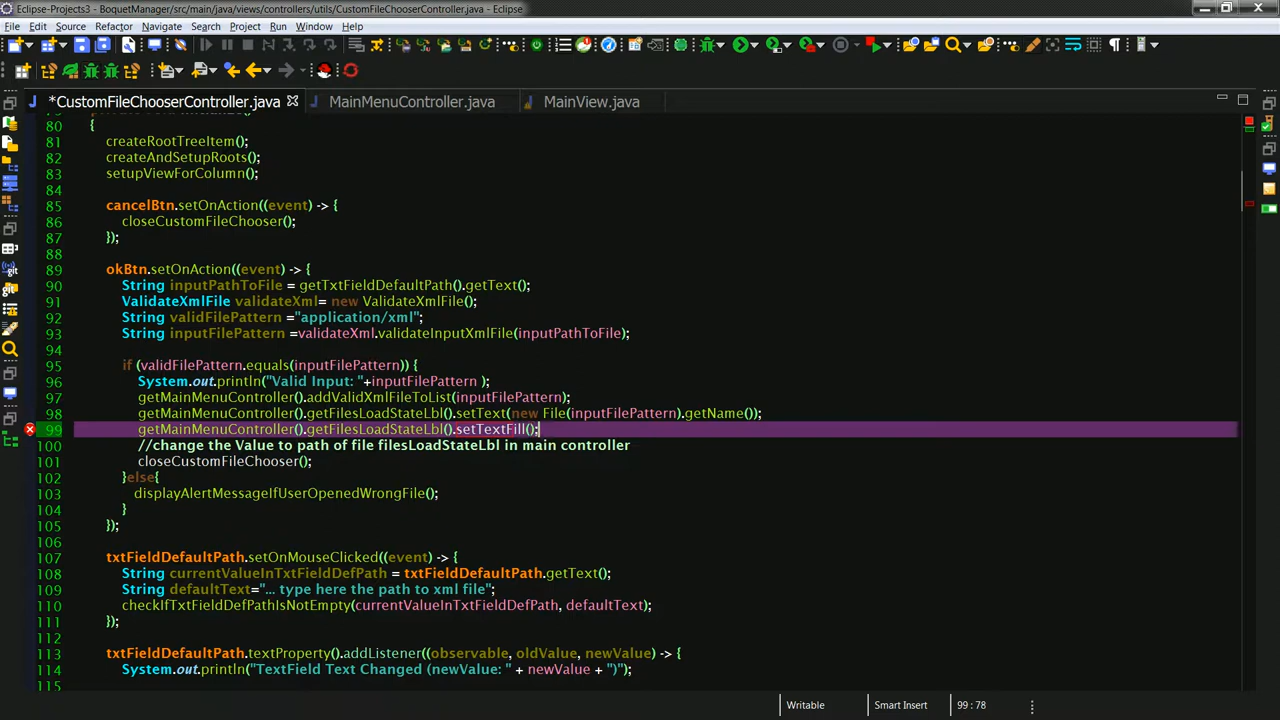 Eclipse-Projects3 - BoquetManager/src/main/java/views/controllers/utils/CustomFileChooserController.java - Eclipse
File Edit Source Refactor Navigate Search Project Run Window Help
*CustomFileChooserController.java MainMenuController.java MainView.java
80 {
81 createRootTreeItem();
82 createAndSetupRoots();
83 setupViewForColumn();
84
85 cancelBtn.setOnAction((event) -> {
86 closeCustomFileChooser();
87 });
88
89 okBtn.setOnAction((event) -> {
90 String inputPathToFile = getTxtFieldDefaultPath().getText();
91 ValidateXmlFile validateXml= new ValidateXmlFile();
92 String validFilePattern ="application/xml";
93 String inputFilePattern =validateXml.validateInputXmlFile(inputPathToFile);
94
95 if (validFilePattern.equals(inputFilePattern)) {
96 System.out.println("Valid Input: "+inputFilePattern );
97 getMainMenuController().addValidXmlFileToList(inputFilePattern);
98 getMainMenuController().getFilesLoadStateLbl().setText(new File(inputFilePattern).getName());
99 getMainMenuController().getFilesLoadStateLbl().setTextFill();
100 //change the Value to path of file filesLoadStateLbl in main controller
101 closeCustomFileChooser();
102 }else{
103 displayAlertMessageIfUserOpenedWrongFile();
104 }
105 });
106
107 txtFieldDefaultPath.setOnMouseClicked((event) -> {
108 String currentValueInTxtFieldDefPath = txtFieldDefaultPath.getText();
109 String defaultText="... type here the path to xml file";
110 checkIfTxtFieldDefPathIsNotEmpty(currentValueInTxtFieldDefPath, defaultText);
111 });
112
113 txtFieldDefaultPath.textProperty().addListener((observable, oldValue, newValue) -> {
114 System.out.println("TextField Text Changed (newValue: " + newValue + ")");
115
Writable Smart Insert 99 : 78